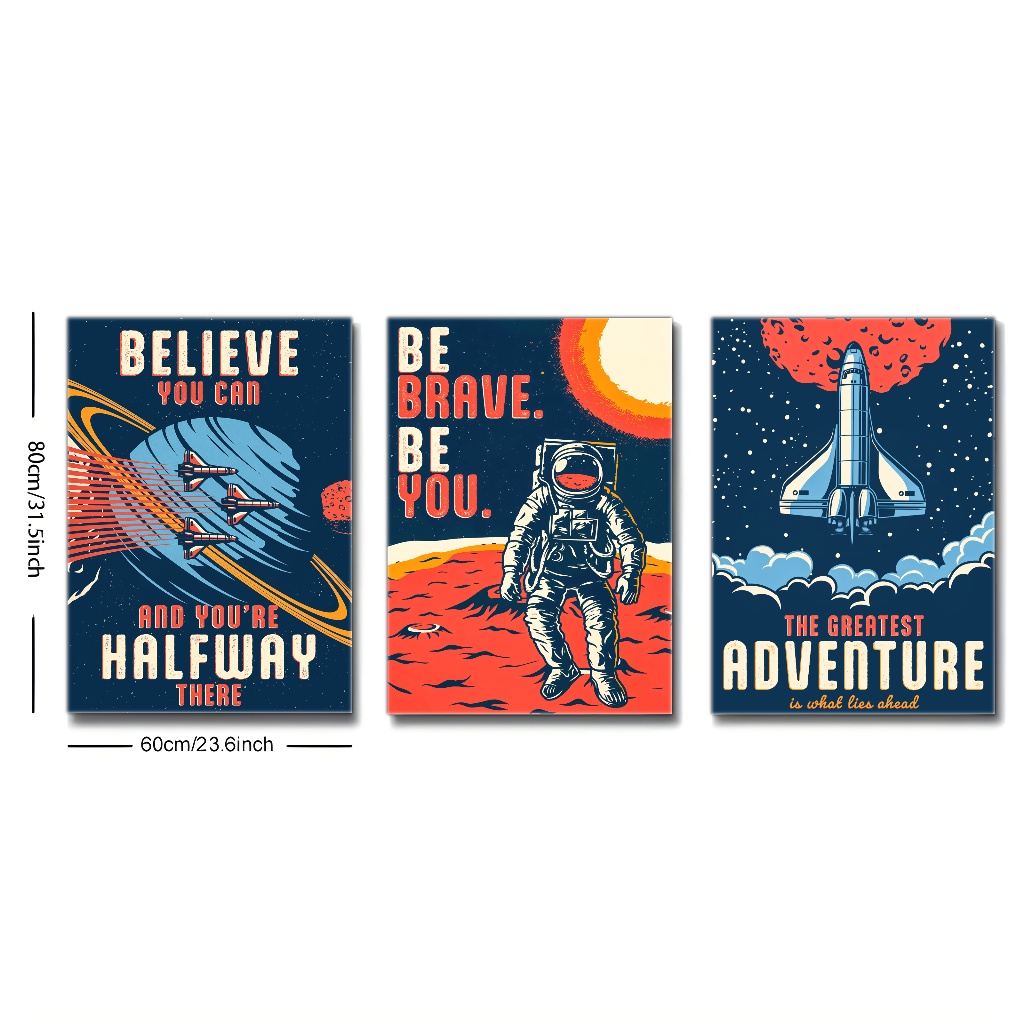 BELIEVE
YOU CAN
AND YOU'RE
HALFWAY
THERE
BE
BRAVE.
BE
YOU.
THE GREATEST
ADVENTURE
is what lies ahead
80cm/31.5inch
60cm/23.6inch